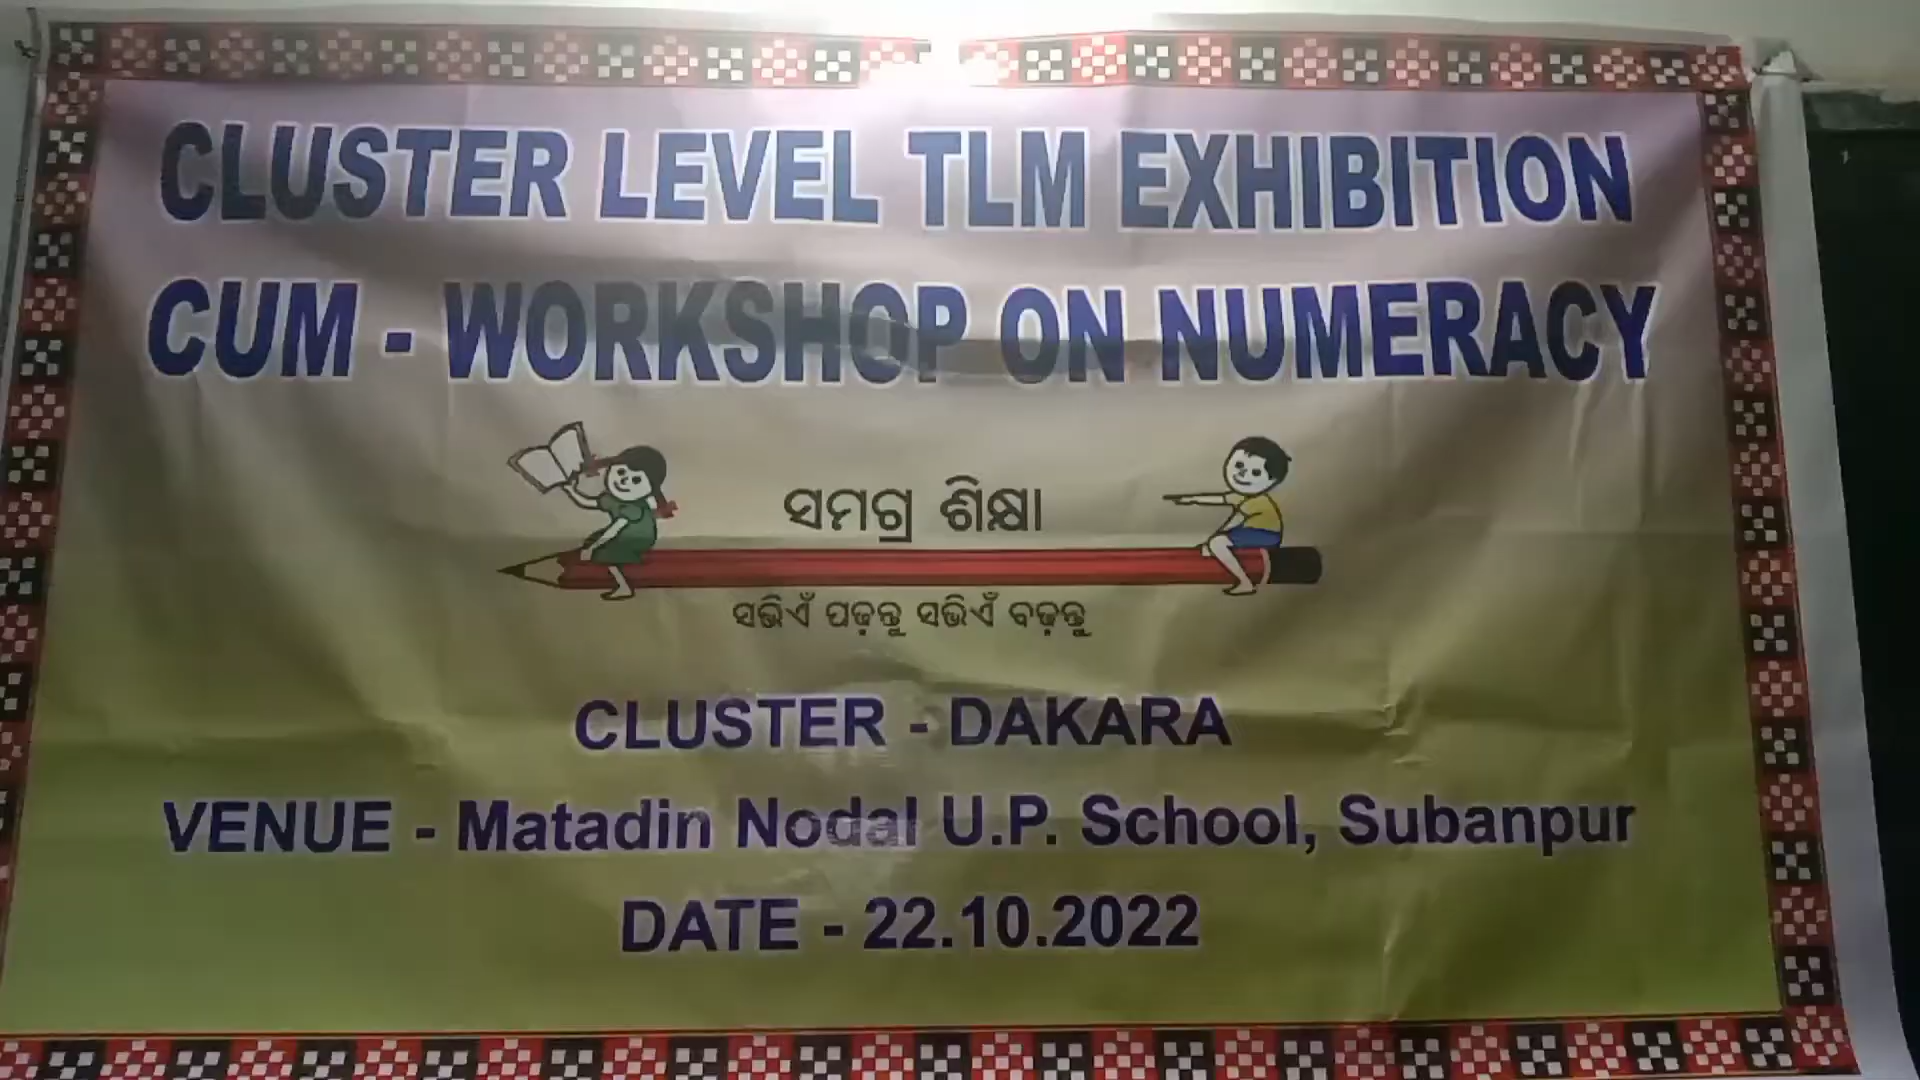 CLUSTER LEVEL TLM EXHIBITION
CUM - WORKSHOP ON NUMERACY
ସମଗ୍ର ଶିକ୍ଷା
ସଭିଏଁ ପଢ଼ନ୍ତୁ ସଭିଏଁ ବଢ଼ନ୍ତୁ
CLUSTER - DAKARA
VENUE - Matadin Nodal U.P. School, Subanpur
DATE - 22.10.2022